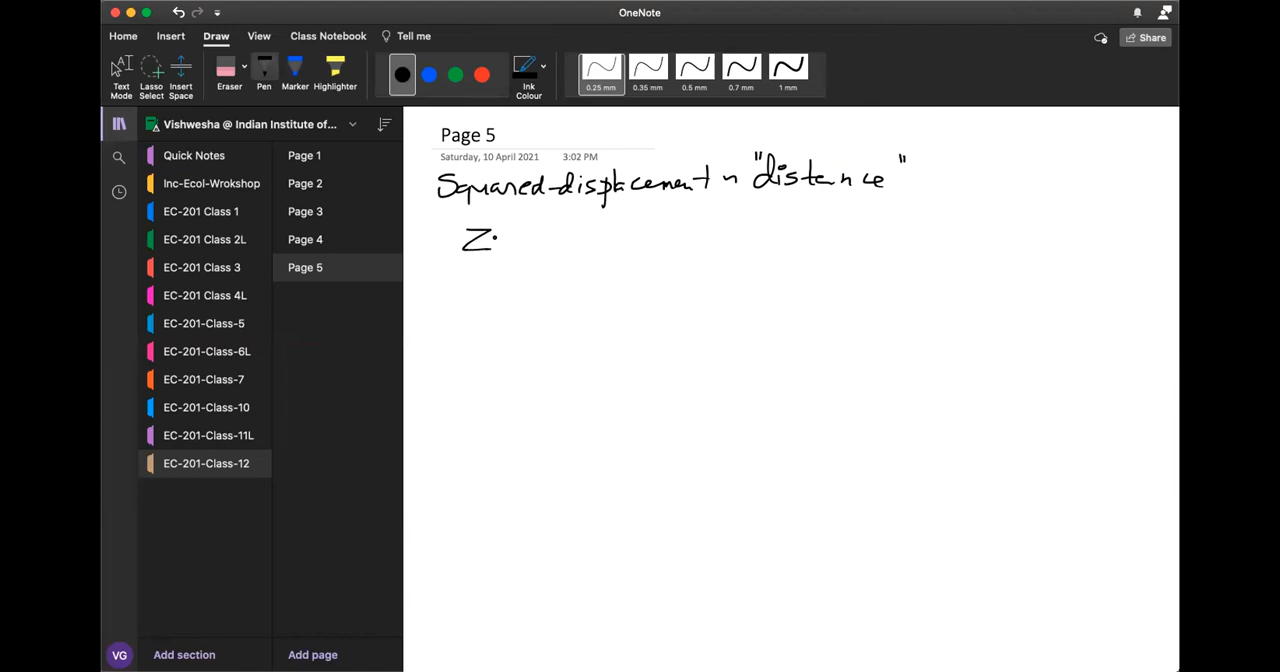 OneNote
Home Insert Draw View Class Notebook Tell me
Share
Text Mode Lasso Select Insert Space Eraser Pen Marker Highlighter Ink Colour 0.25 mm 0.35 mm 0.5 mm 0.7 mm 1 mm
Vishwesha @ Indian Institute of...
Quick Notes
Inc-Ecol-Wrokshop
EC-201 Class 1
EC-201 Class 2L
EC-201 Class 3
EC-201 Class 4L
EC-201-Class-5
EC-201-Class-6L
EC-201-Class-7
EC-201-Class-10
EC-201-Class-11L
EC-201-Class-12
Page 1
Page 2
Page 3
Page 4
Page 5
Page 5
Saturday, 10 April 2021 3:02 PM
Squared-displacement ~ "distance"
Z
VG Add section Add page